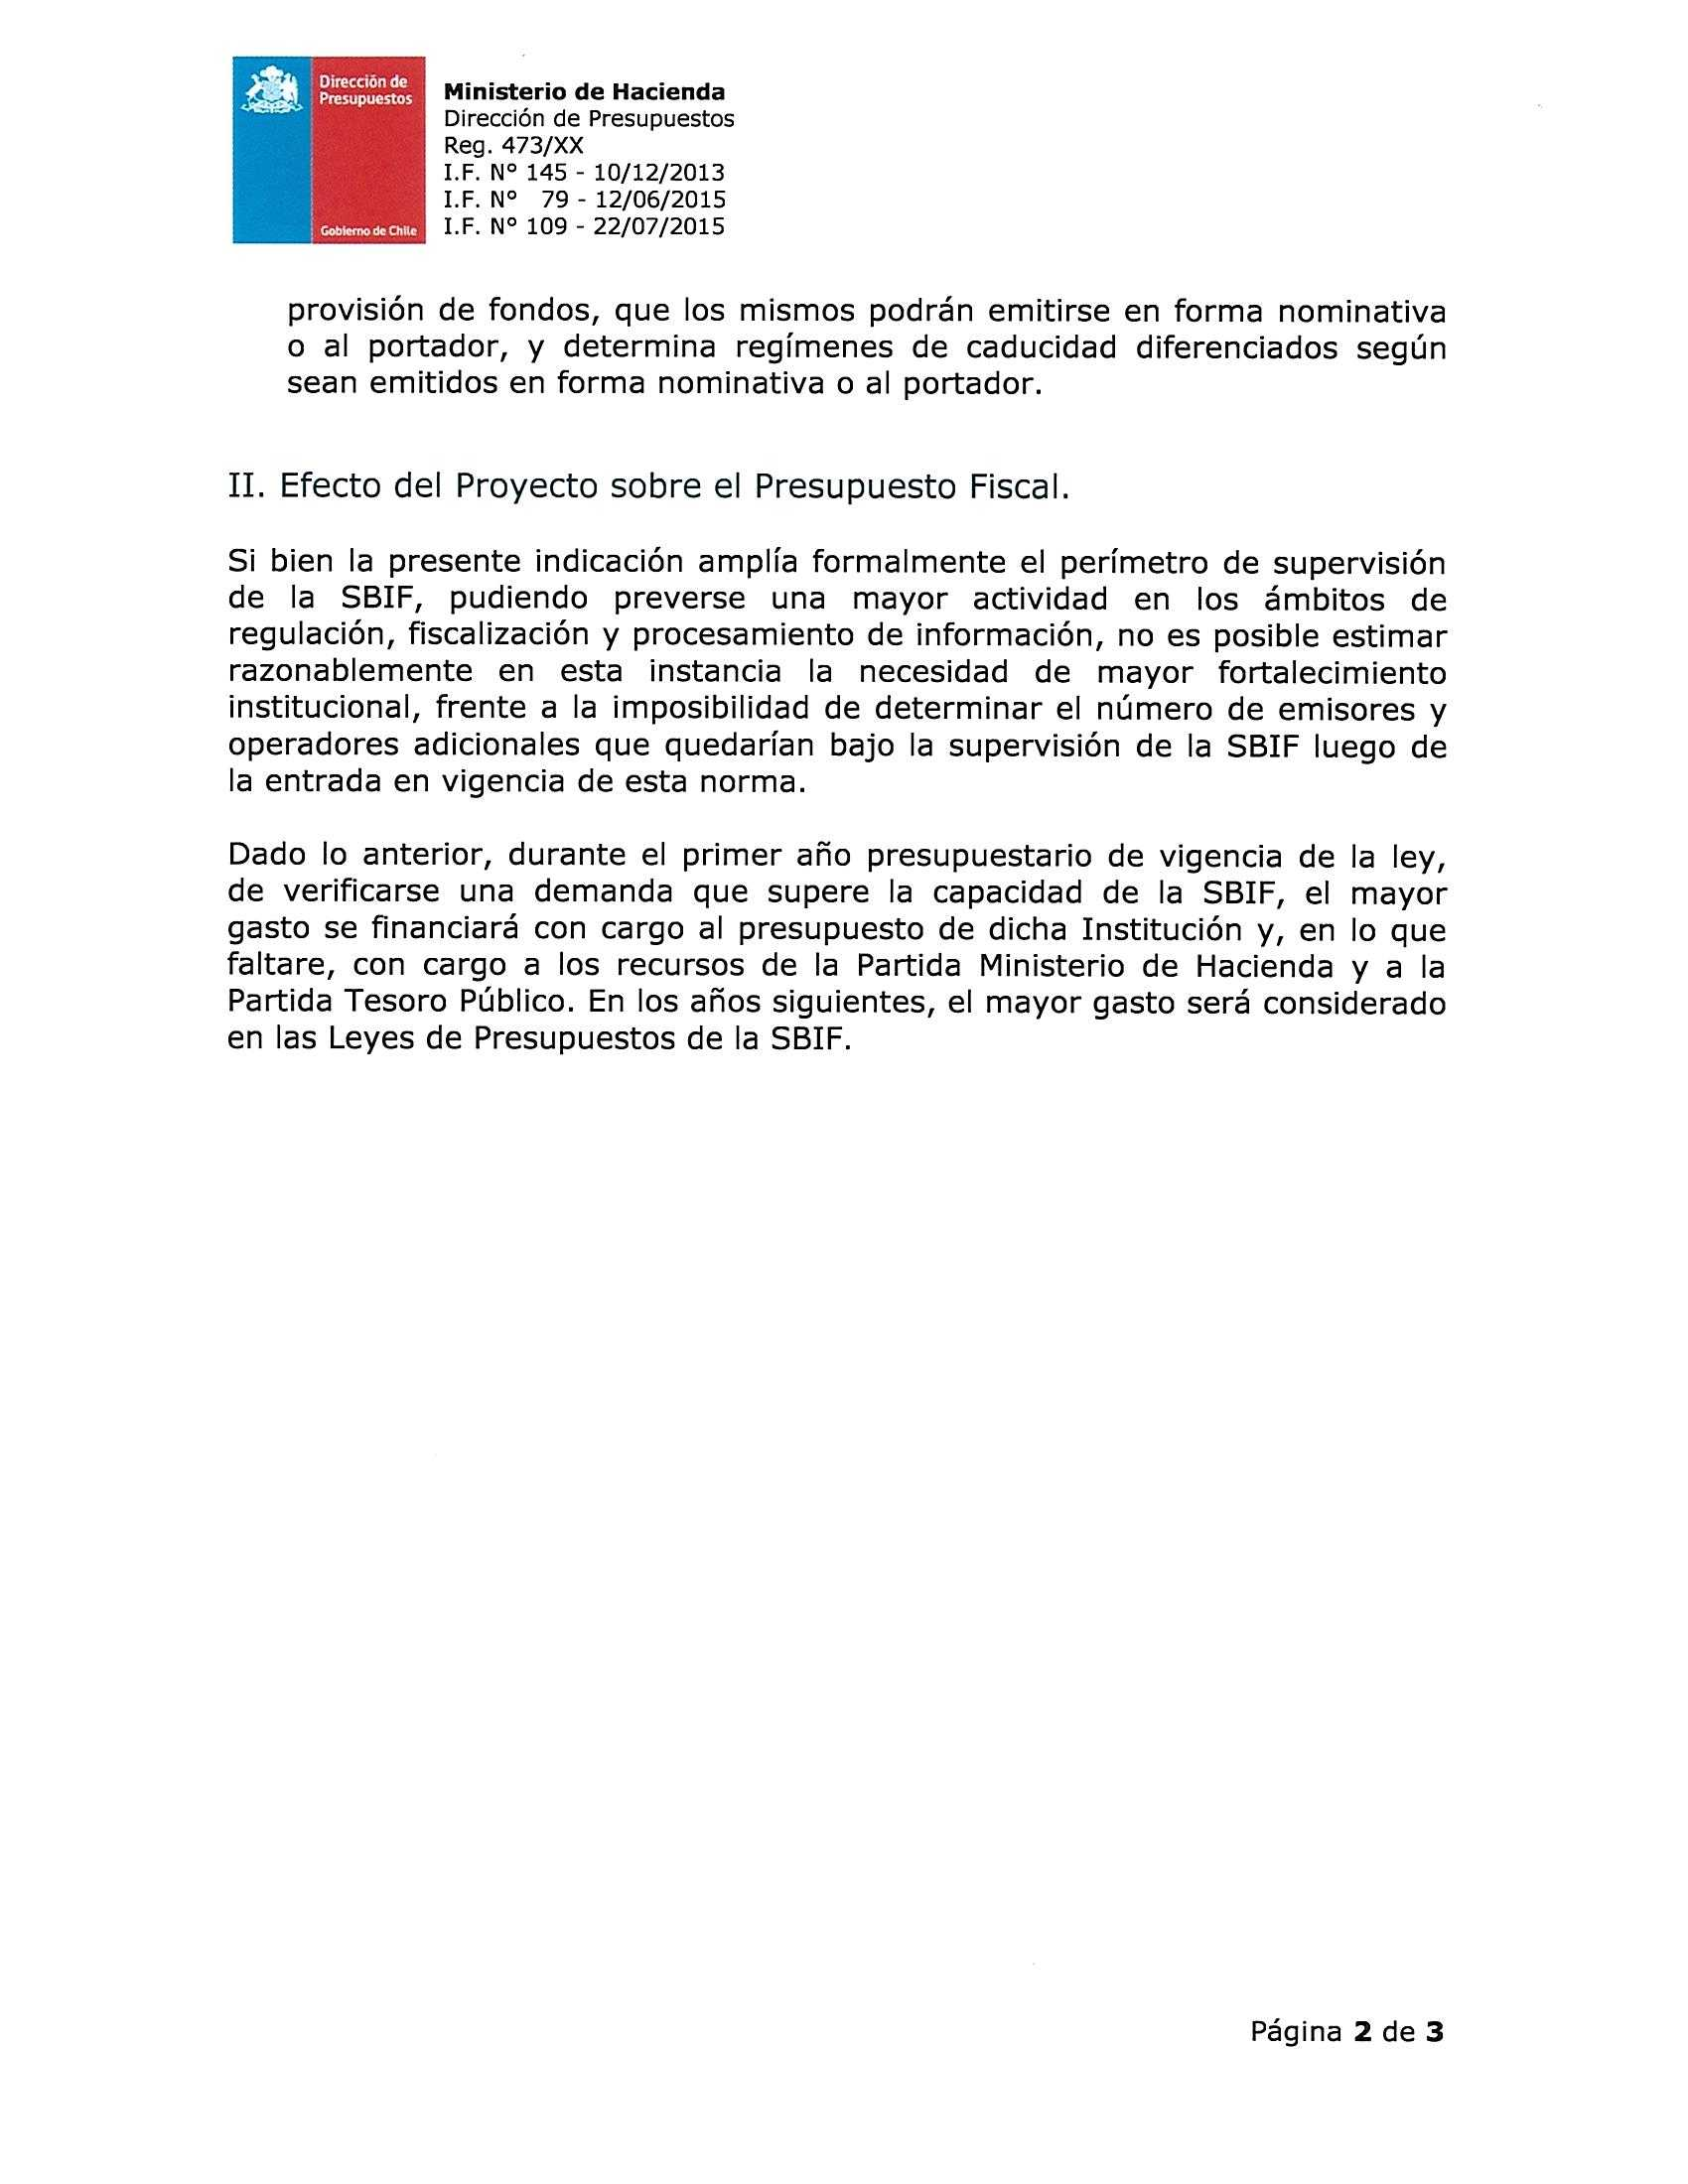 Dirección de
Presupuestos
Gobierno de Chile
Ministerio de Hacienda
Dirección de Presupuestos
Reg. 473/XX
I.F. Nº 145 - 10/12/2013
I.F. Nº 79 - 12/06/2015
I.F. Nº 109 - 22/07/2015
provisión de fondos, que los mismos podrán emitirse en forma nominativa
o al portador, y determina regímenes de caducidad diferenciados según
sean emitidos en forma nominativa o al portador.
II. Efecto del Proyecto sobre el Presupuesto Fiscal.
Si bien la presente indicación amplía formalmente el perímetro de supervisión
de la SBIF, pudiendo preverse una mayor actividad en los ámbitos de
regulación, fiscalización y procesamiento de información, no es posible estimar
razonablemente en esta instancia la necesidad de mayor fortalecimiento
institucional, frente a la imposibilidad de determinar el número de emisores y
operadores adicionales que quedarían bajo la supervisión de la SBIF luego de
la entrada en vigencia de esta norma.
Dado lo anterior, durante el primer año presupuestario de vigencia de la ley,
de verificarse una demanda que supere la capacidad de la SBIF, el mayor
gasto se financiará con cargo al presupuesto de dicha Institución y, en lo que
faltare, con cargo a los recursos de la Partida Ministerio de Hacienda y a la
Partida Tesoro Público. En los años siguientes, el mayor gasto será considerado
en las Leyes de Presupuestos de la SBIF.
Página 2 de 3